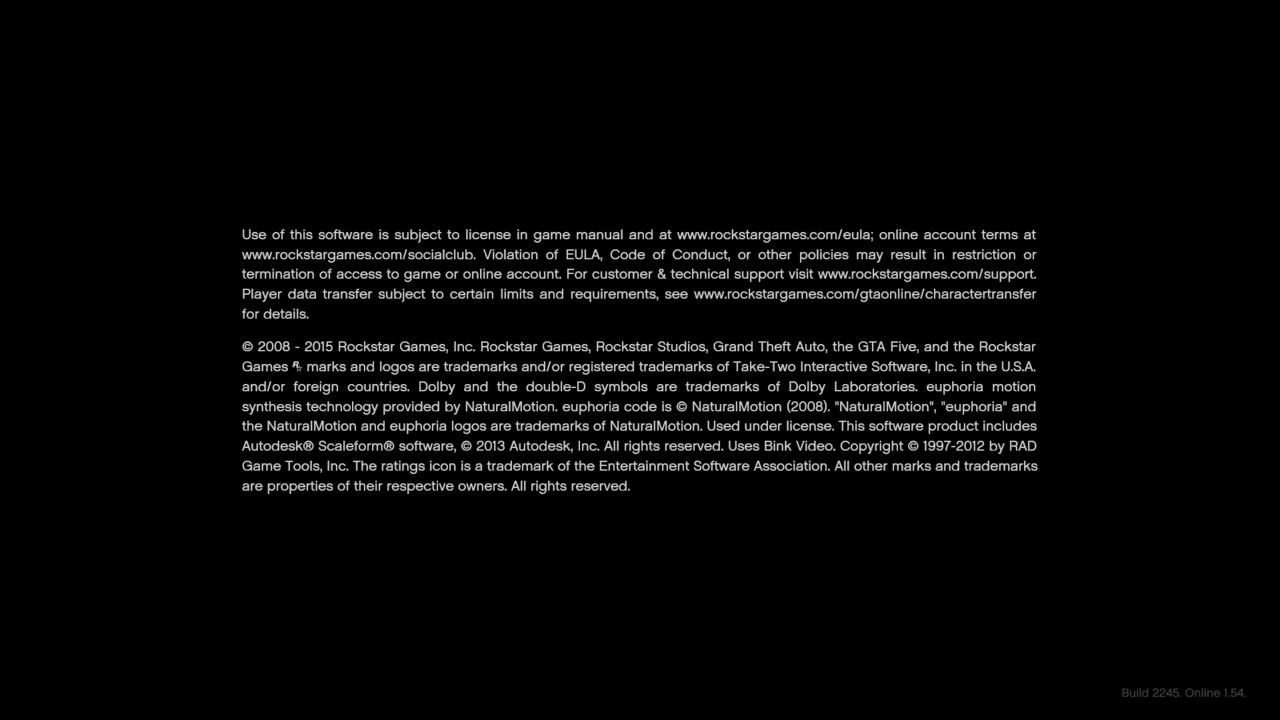 Use of this software is subject to license in game manual and at www.rockstargames.com/eula; online account terms at
www.rockstargames.com/socialclub. Violation of EULA, Code of Conduct, or other policies may result in restriction or
termination of access to game or online account. For customer & technical support visit www.rockstargames.com/support.
Player data transfer subject to certain limits and requirements, see www.rockstargames.com/gtaonline/charactertransfer
for details.
© 2008 - 2015 Rockstar Games, Inc. Rockstar Games, Rockstar Studios, Grand Theft Auto, the GTA Five, and the Rockstar
Games R* marks and logos are trademarks and/or registered trademarks of Take-Two Interactive Software, Inc. in the U.S.A.
and/or foreign countries. Dolby and the double-D symbols are trademarks of Dolby Laboratories. euphoria motion
synthesis technology provided by NaturalMotion. euphoria code is © NaturalMotion (2008). "NaturalMotion", "euphoria" and
the NaturalMotion and euphoria logos are trademarks of NaturalMotion. Used under license. This software product includes
Autodesk® Scaleform® software, © 2013 Autodesk, Inc. All rights reserved. Uses Bink Video. Copyright © 1997-2012 by RAD
Game Tools, Inc. The ratings icon is a trademark of the Entertainment Software Association. All other marks and trademarks
are properties of their respective owners. All rights reserved.
Build 2245. Online 1.54.